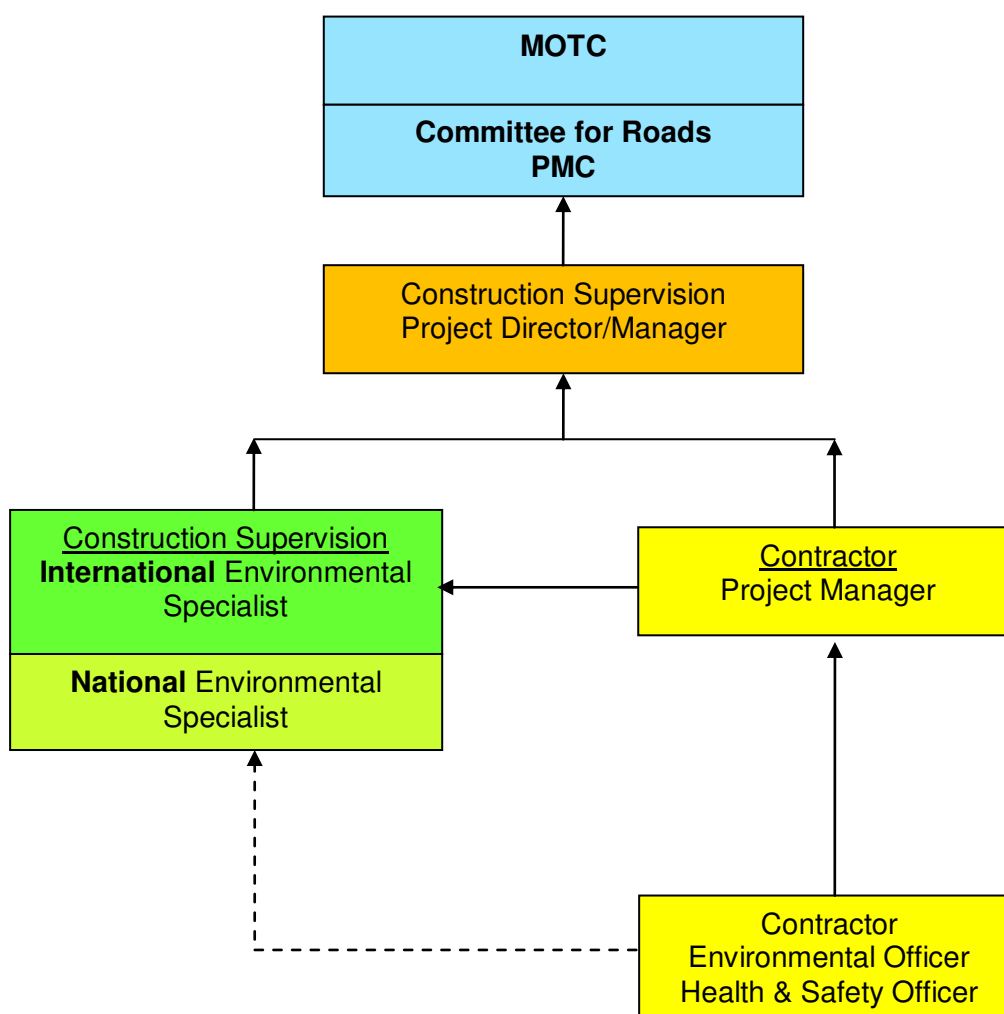 MOTC
Committee for Roads
PMC
Construction Supervision
Project Director/Manager
Construction Supervision
International Environmental
Specialist
Contractor
Project Manager
National Environmental
Specialist
Contractor
Environmental Officer
Health & Safety Officer